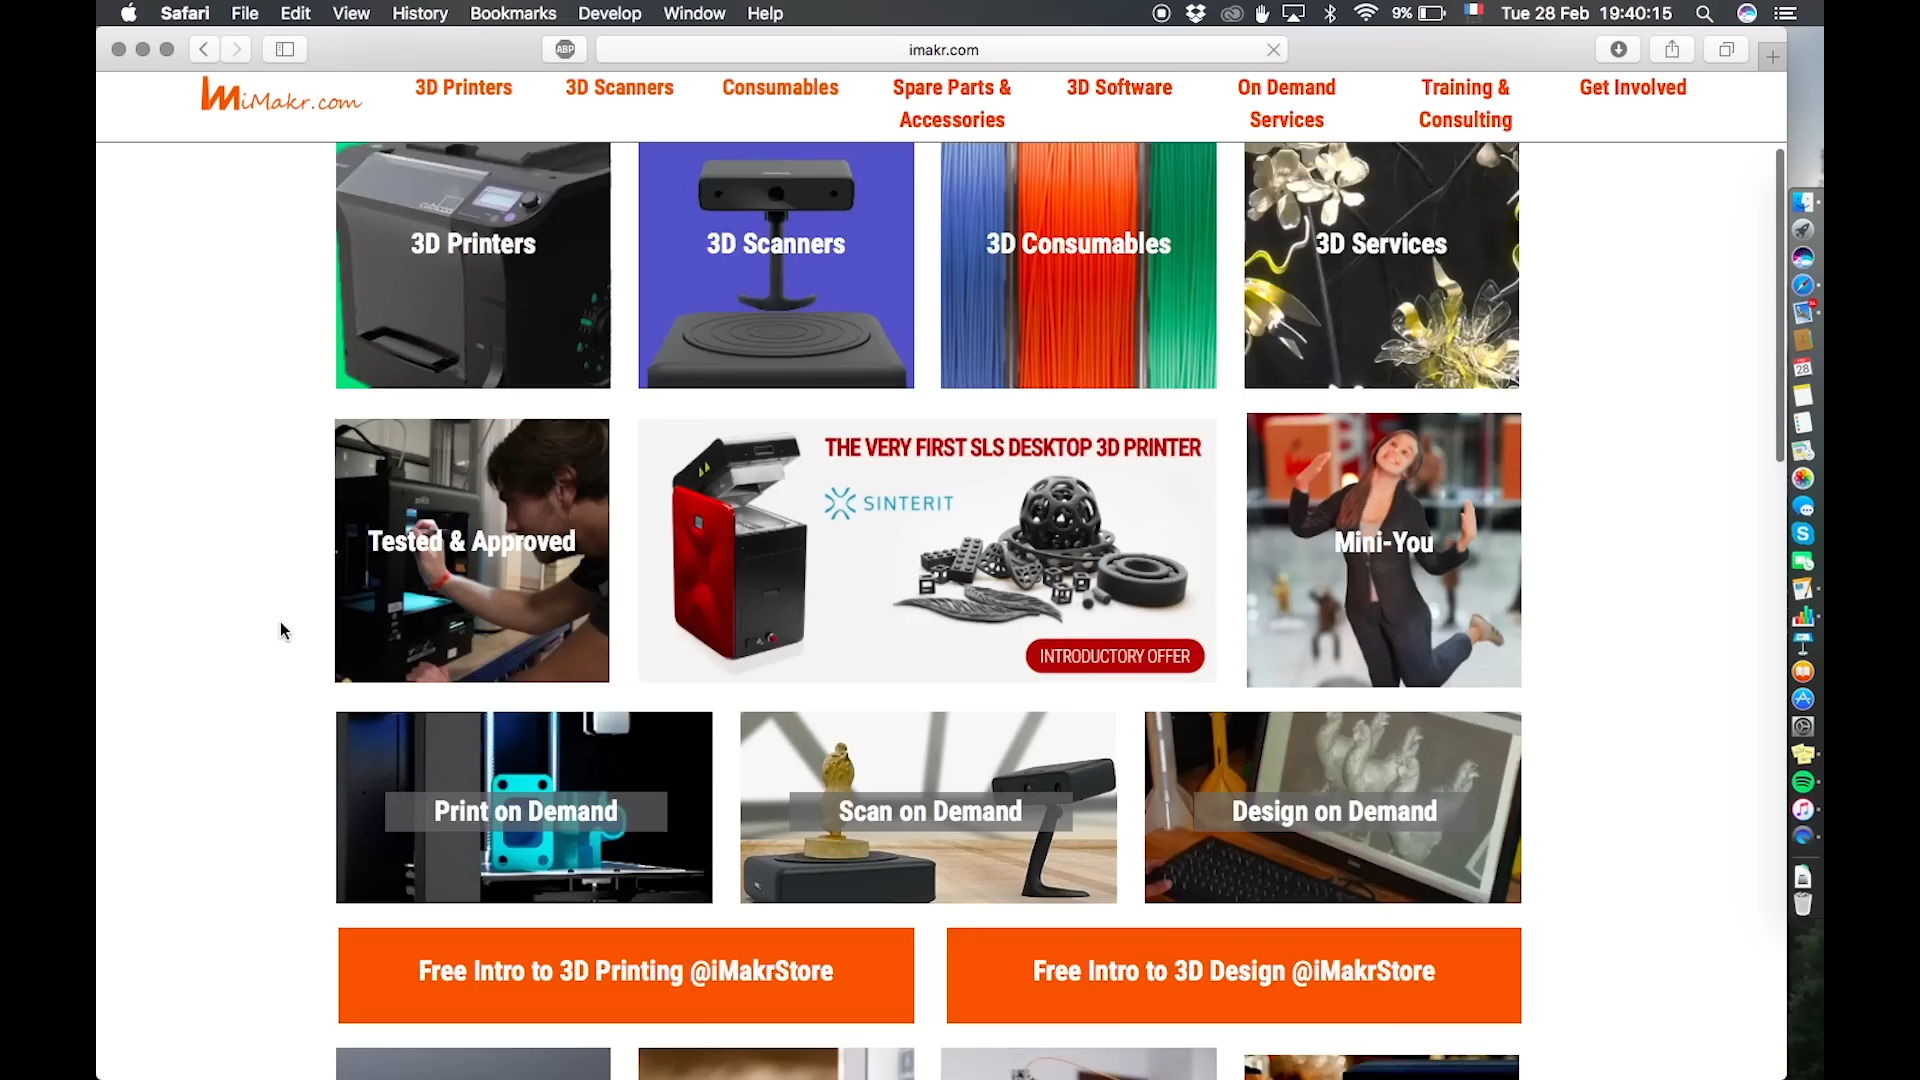 Safari File Edit View History Bookmarks Develop Window Help 9% Tue 28 Feb 19:40:15
ABP imakr.com
iMakr.com
3D Printers
3D Scanners
Consumables
Spare Parts &
Accessories
3D Software
On Demand
Services
Training &
Consulting
Get Involved
3D Printers
3D Scanners
3D Consumables
3D Services
Tested & Approved
THE VERY FIRST SLS DESKTOP 3D PRINTER
SINTERIT
INTRODUCTORY OFFER
Mini-You
Print on Demand
Scan on Demand
Design on Demand
Free Intro to 3D Printing @iMakrStore
Free Intro to 3D Design @iMakrStore
28